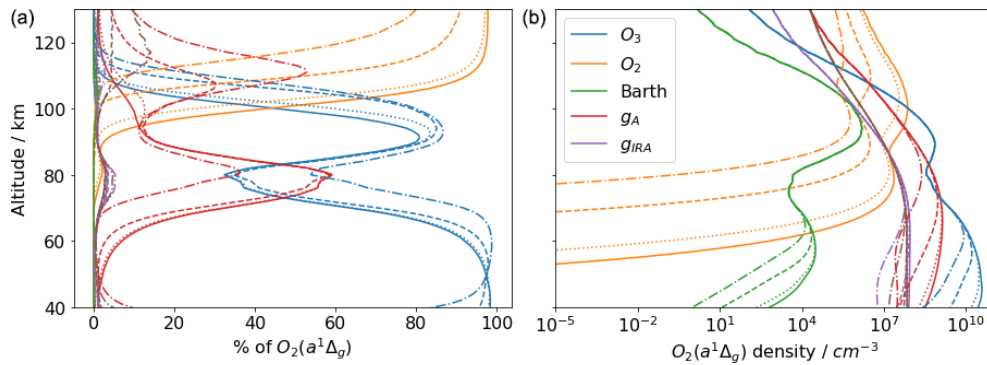 (a)
(b)
Altitude / km
120
100
80
60
40
0
20
40
60
80
100
% of O₂(a¹Δg)
O₃
O₂
Barth
gA
gIRA
10⁻⁵
10⁻²
10¹
10⁴
10⁷
10¹⁰
O₂(a¹Δg) density / cm⁻³